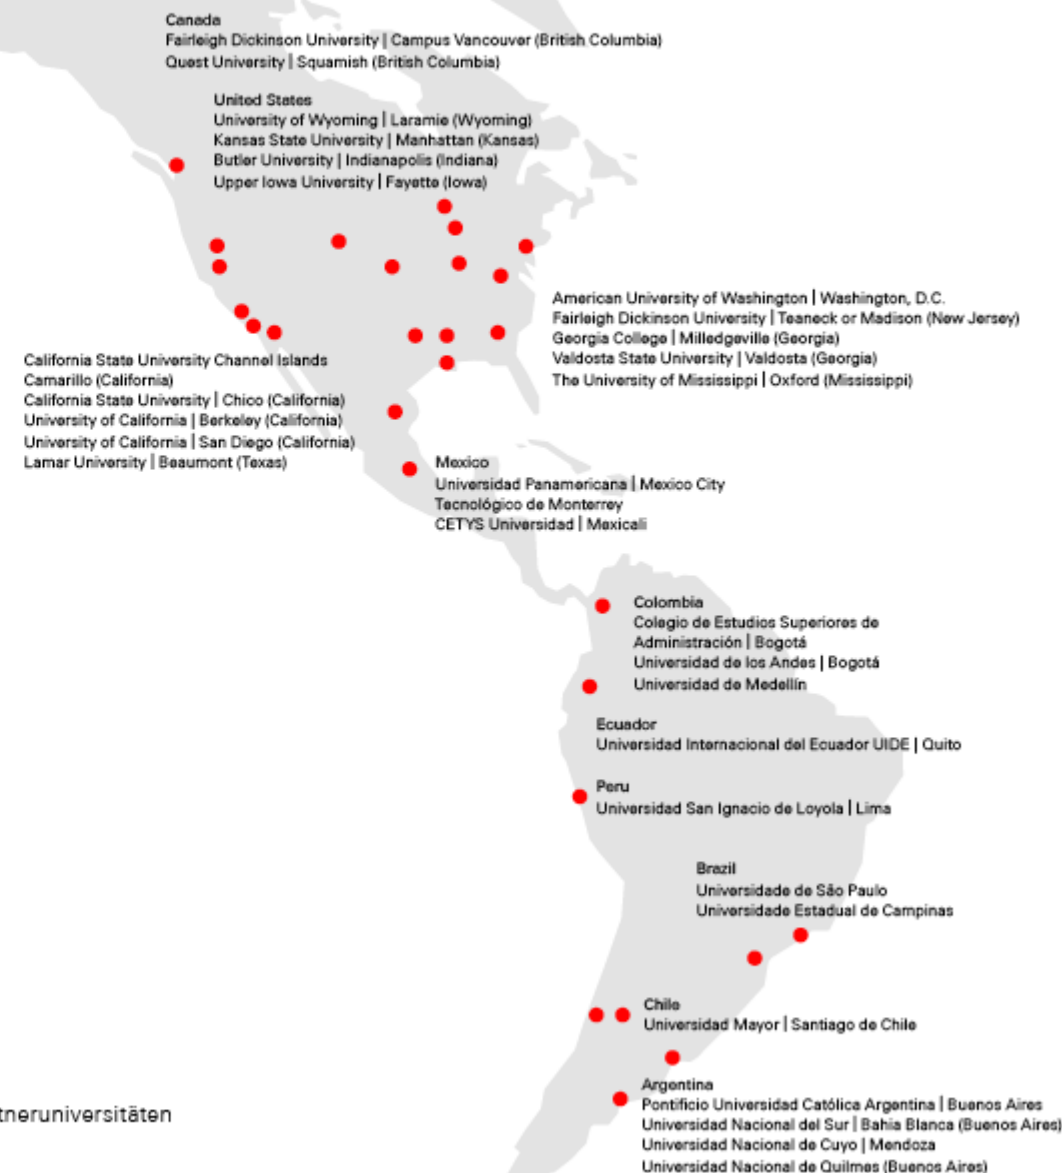 Canada
Fairleigh Dickinson University | Campus Vancouver (British Columbia)
Quest University | Squamish (British Columbia)
United States
University of Wyoming | Laramie (Wyoming)
Kansas State University | Manhattan (Kansas)
Butler University | Indianapolis (Indiana)
Upper Iowa University | Fayette (Iowa)
American University of Washington | Washington, D.C.
Fairleigh Dickinson University | Teaneck or Madison (New Jersey)
Georgia College | Milledgeville (Georgia)
Valdosta State University | Valdosta (Georgia)
The University of Mississippi | Oxford (Mississippi)
California State University Channel Islands
Camarillo (California)
California State University | Chico (California)
University of California | Berkeley (California)
University of California | San Diego (California)
Lamar University | Beaumont (Texas)
Mexico
Universidad Panamericana | Mexico City
Tecnológico de Monterrey
CETYS Universidad | Mexicali
Colombia
Colegio de Estudios Superiores de
Administración | Bogotá
Universidad de los Andes | Bogotá
Universidad de Medellín
Ecuador
Universidad Internacional del Ecuador UIDE | Quito
Peru
Universidad San Ignacio de Loyola | Lima
Brazil
Universidade de São Paulo
Universidade Estadual de Campinas
Chile
Universidad Mayor | Santiago de Chile
Argentina
Pontificio Universidad Católica Argentina | Buenos Aires
Universidad Nacional del Sur | Bahia Blanca (Buenos Aires)
Universidad Nacional de Cuyo | Mendoza
Universidad Nacional de Quilmes (Buenos Aires)
tneruniversitäten